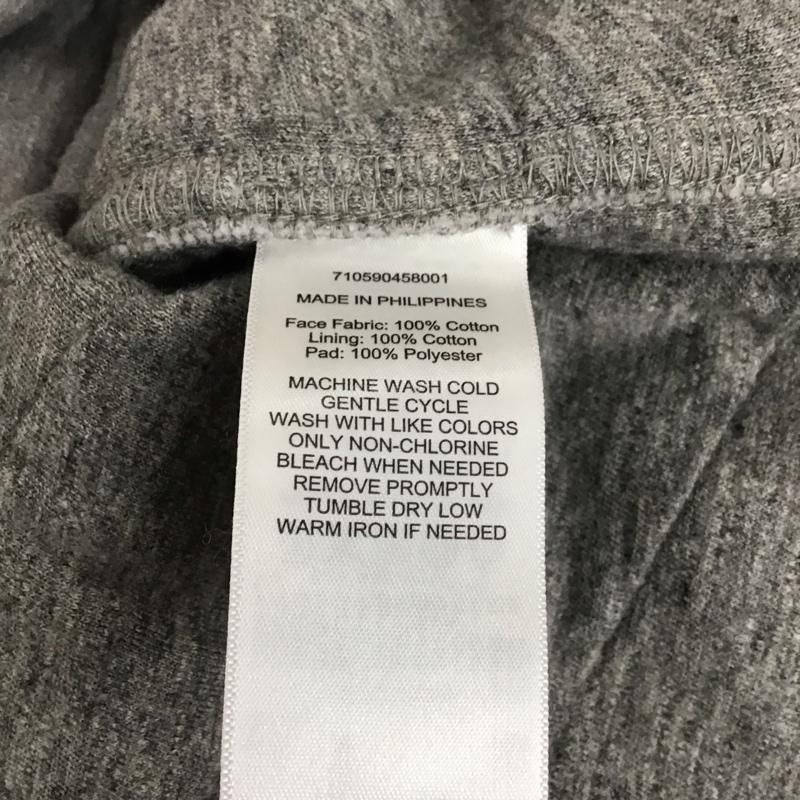 710590458001
MADE IN PHILIPPINES
Face Fabric: 100% Cotton
Lining: 100% Cotton
Pad: 100% Polyester
MACHINE WASH COLD
GENTLE CYCLE
WASH WITH LIKE COLORS
ONLY NON-CHLORINE
BLEACH WHEN NEEDED
REMOVE PROMPTLY
TUMBLE DRY LOW
WARM IRON IF NEEDED